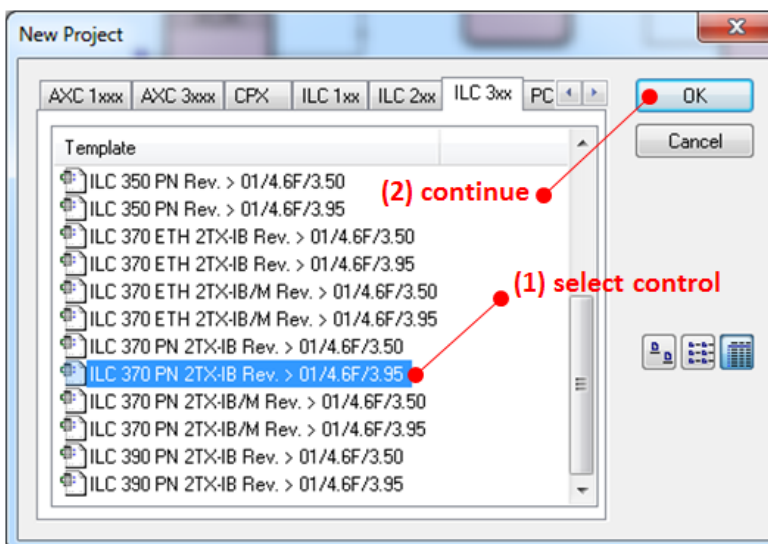 New Project
AXC 1xxx AXC 3xxx CPX ILC 1xx ILC 2xx ILC 3xx PC
OK
Cancel
Template
ILC 350 PN Rev. > 01/4.6F/3.50
(2) continue
ILC 350 PN Rev. > 01/4.6F/3.95
ILC 370 ETH 2TX-IB Rev. > 01/4.6F/3.50
ILC 370 ETH 2TX-IB Rev. > 01/4.6F/3.95
(1) select control
ILC 370 ETH 2TX-IB/M Rev. > 01/4.6F/3.50
ILC 370 ETH 2TX-IB/M Rev. > 01/4.6F/3.95
ILC 370 PN 2TX-IB Rev. > 01/4.6F/3.50
ILC 370 PN 2TX-IB Rev. > 01/4.6F/3.95
ILC 370 PN 2TX-IB/M Rev. > 01/4.6F/3.50
ILC 370 PN 2TX-IB/M Rev. > 01/4.6F/3.95
ILC 390 PN 2TX-IB Rev. > 01/4.6F/3.50
ILC 390 PN 2TX-IB Rev. > 01/4.6F/3.95